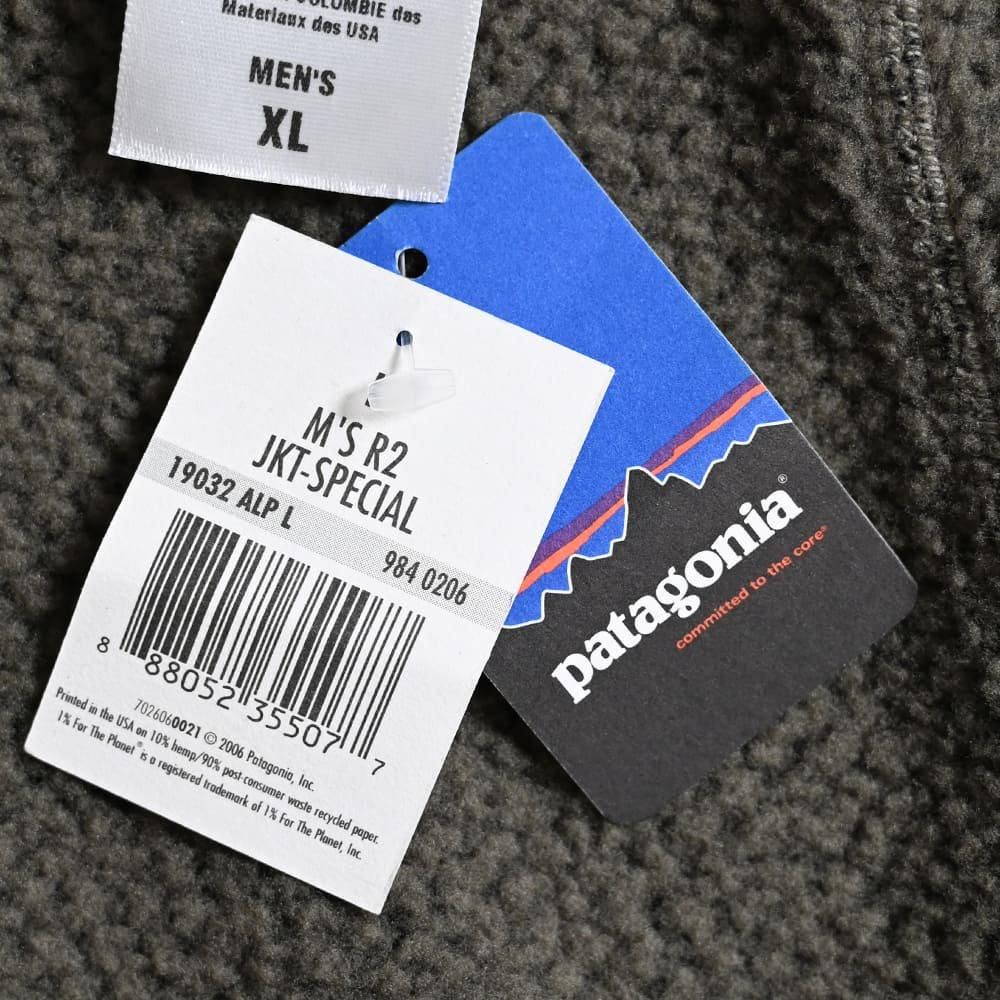 COLOMBIE das
Materiaux des USA
MEN'S
XL
M'S R2
JKT-SPECIAL
19032 ALP L
984 0206
8 88052 35507 7
7026060021 © 2006 Patagonia, Inc.
Printed in the USA on 10% hemp/90% post-consumer waste recycled paper.
1% For The Planet® is a registered trademark of 1% For The Planet, Inc.
patagonia®
committed to the core®